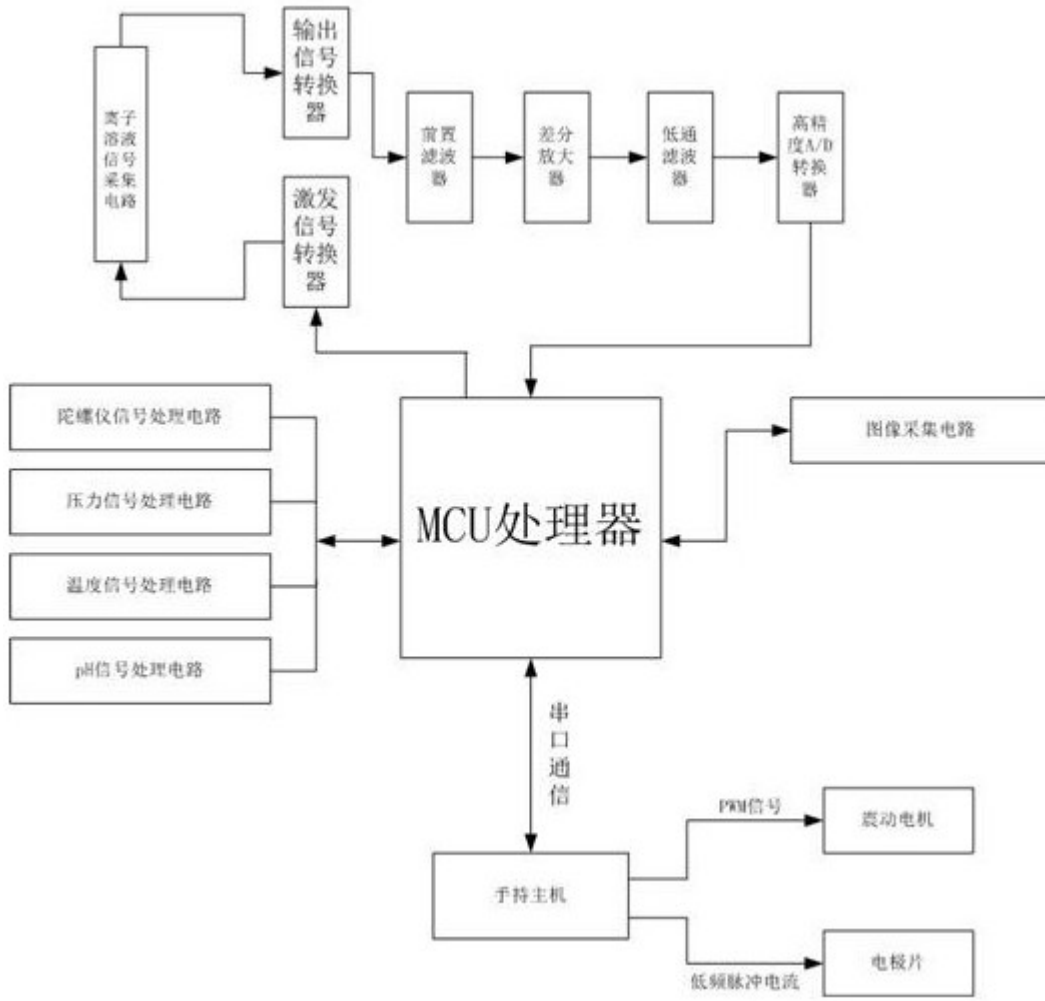 输出
信号
转换
器
离子
溶液
信号
采集
电路
前置
滤波
器
差分
放大
器
低通
滤波
器
高精
度A/D
转换
器
激发
信号
转换
器
陀螺仪信号处理电路
压力信号处理电路
温度信号处理电路
pH信号处理电路
MCU处理器
图像采集电路
串
口
通
信
PWM信号
震动电机
手持主机
低频脉冲电流
电极片